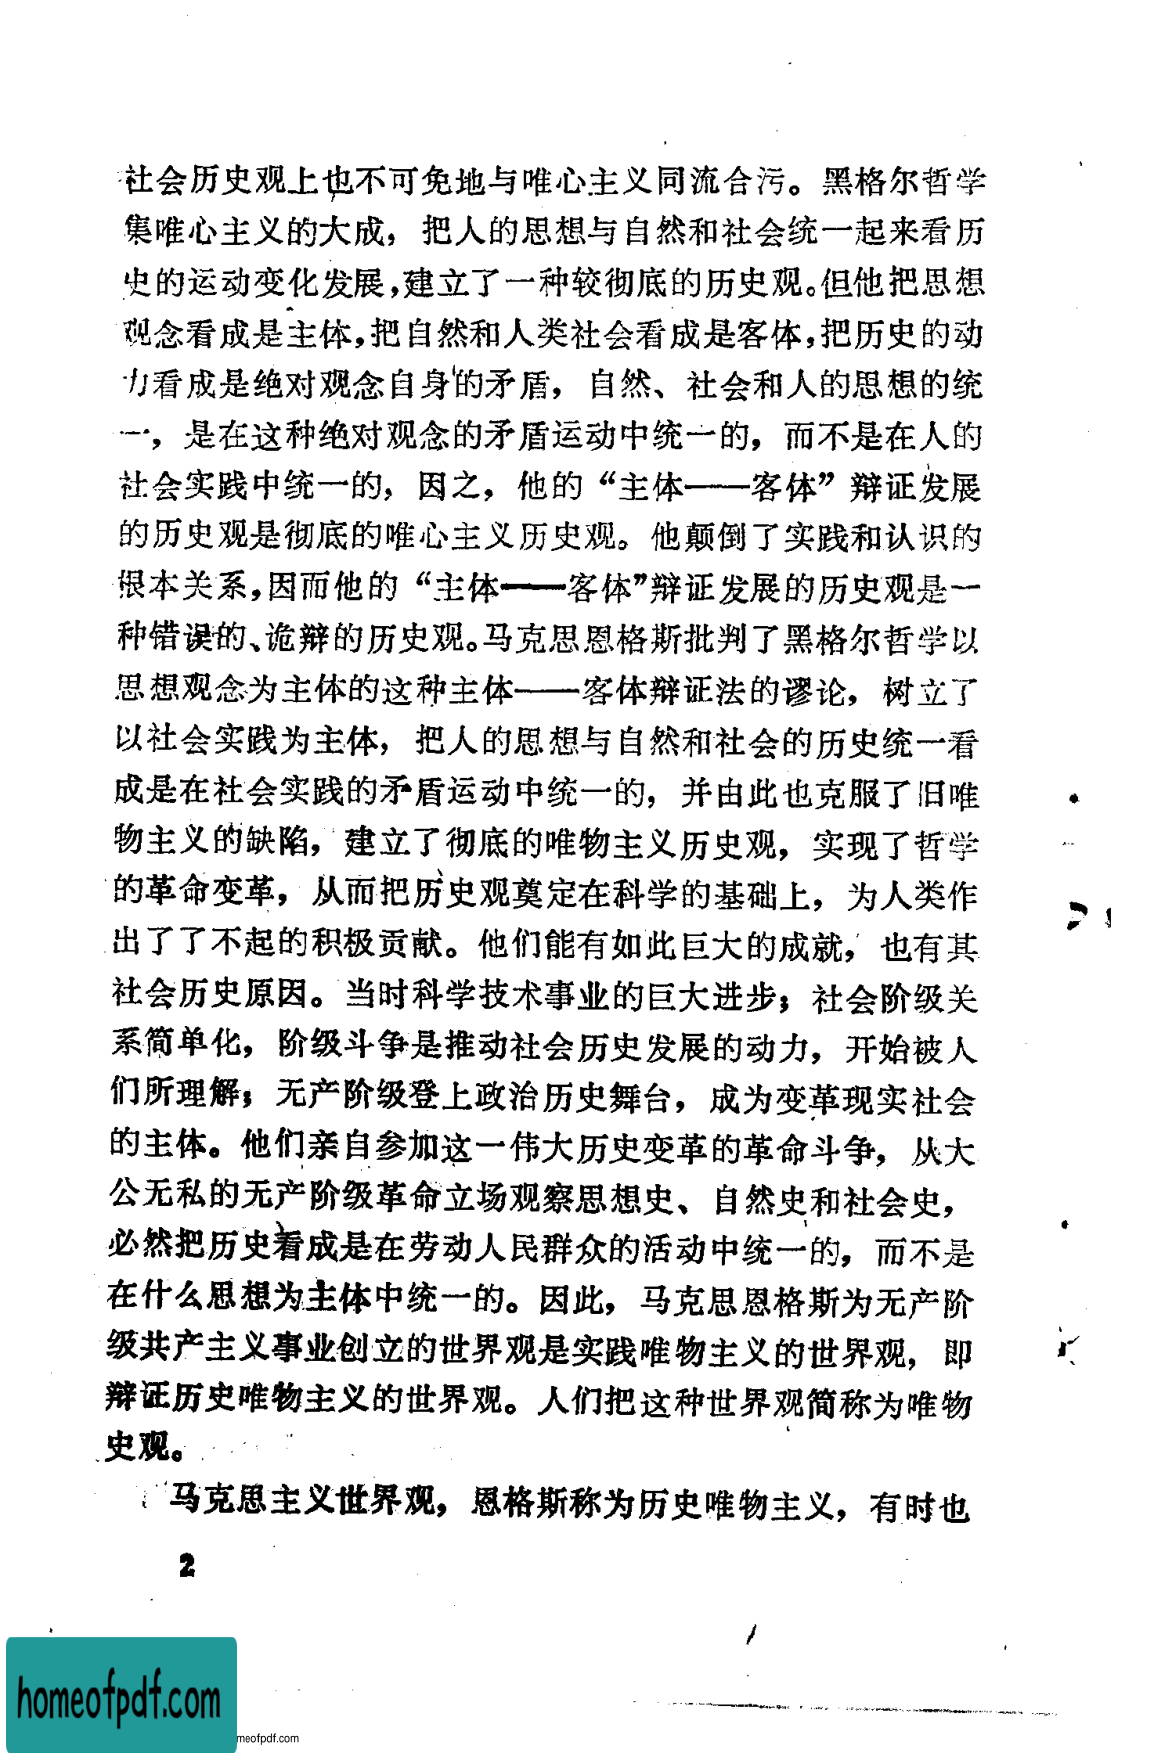 社会历史观上也不可免地与唯心主义同流合污。黑格尔哲学
集唯心主义的大成，把人的思想与自然和社会统一起来看历
史的运动变化发展，建立了一种较彻底的历史观。但他把思想
观念看成是主体，把自然和人类社会看成是客体，把历史的动
力看成是绝对观念自身的矛盾，自然、社会和人的思想的统
一，是在这种绝对观念的矛盾运动中统一的，而不是在人的
社会实践中统一的，因之，他的“主体——客体”辩证发展
的历史观是彻底的唯心主义历史观。他颠倒了实践和认识的
根本关系，因而他的“主体——客体”辩证发展的历史观是一
种错误的、诡辩的历史观。马克思恩格斯批判了黑格尔哲学以
思想观念为主体的这种主体——客体辩证法的谬论，树立了
以社会实践为主体，把人的思想与自然和社会的历史统一看
成是在社会实践的矛盾运动中统一的，并由此也克服了旧唯
物主义的缺陷，建立了彻底的唯物主义历史观，实现了哲学
的革命变革，从而把历史观奠定在科学的基础上，为人类作
出了了不起的积极贡献。他们能有如此巨大的成就，也有其
社会历史原因。当时科学技术事业的巨大进步；社会阶级关
系简单化，阶级斗争是推动社会历史发展的动力，开始被人
们所理解；无产阶级登上政治历史舞台，成为变革现实社会
的主体。他们亲自参加这一伟大历史变革的革命斗争，从大
公无私的无产阶级革命立场观察思想史、自然史和社会史，
必然把历史看成是在劳动人民群众的活动中统一的，而不是
在什么思想为主体中统一的。因此，马克思恩格斯为无产阶
级共产主义事业创立的世界观是实践唯物主义的世界观，即
辩证历史唯物主义的世界观。人们把这种世界观简称为唯物
史观。
马克思主义世界观，恩格斯称为历史唯物主义，有时也
2
homeofpdf.com
meofpdf.com